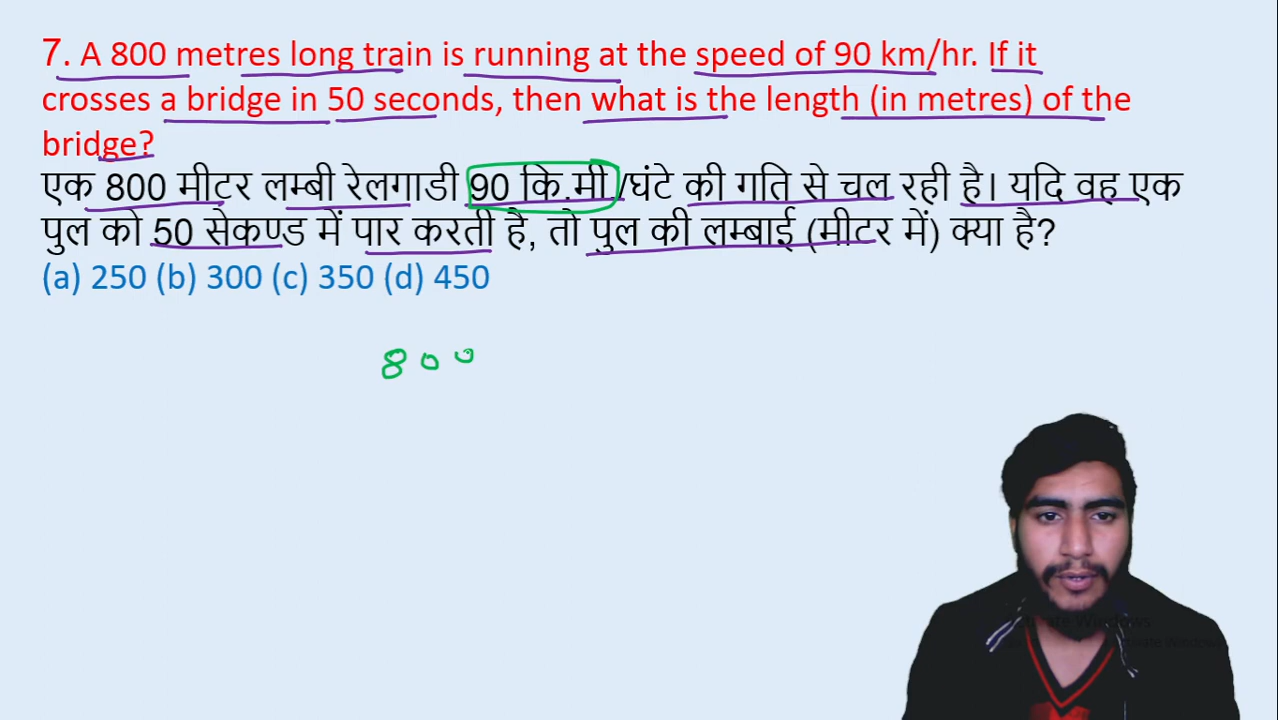 7. A 800 metres long train is running at the speed of 90 km/hr. If it
crosses a bridge in 50 seconds, then what is the length (in metres) of the
bridge?
एक 800 मीटर लम्बी रेलगाडी 90 कि.मी./घंटे की गति से चल रही है। यदि वह एक
पुल को 50 सेकण्ड में पार करती है, तो पुल की लम्बाई (मीटर में) क्या है?
(a) 250 (b) 300 (c) 350 (d) 450
800